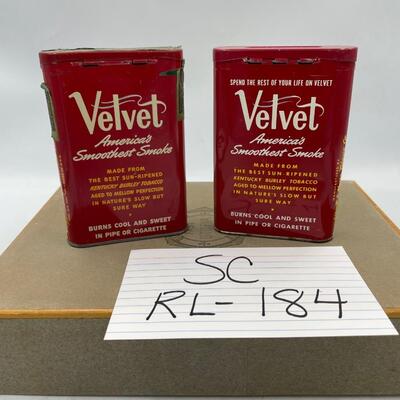 Velvet
America's
Smoothest Smoke
MADE FROM
THE BEST SUN-RIPENED
KENTUCKY BURLEY TOBACCO
AGED TO MELLOW PERFECTION
IN NATURE'S SLOW BUT
SURE WAY
BURNS COOL AND SWEET
IN PIPE OR CIGARETTE
SPEND THE REST OF YOUR LIFE ON VELVET
Velvet
America's
Smoothest Smoke
MADE FROM
THE BEST SUN-RIPENED
KENTUCKY BURLEY TOBACCO
AGED TO MELLOW PERFECTION
IN NATURE'S SLOW BUT
SURE WAY
BURNS COOL AND SWEET
IN PIPE OR CIGARETTE
SC
RL-184